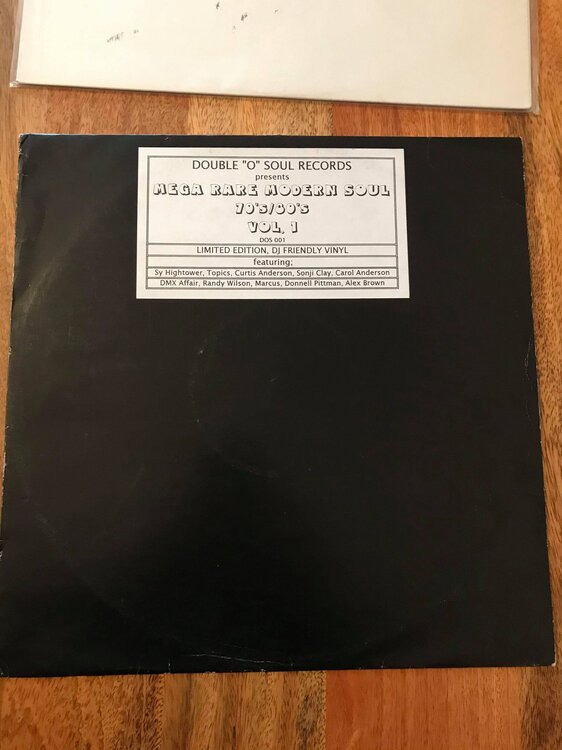 DOUBLE "O" SOUL RECORDS
presents
MEGA RARE MODERN SOUL
70'S/80'S
VOL. 1
DOS 001
LIMITED EDITION, DJ FRIENDLY VINYL
featuring;
Sy Hightower, Topics, Curtis Anderson, Sonji Clay, Carol Anderson
DMX Affair, Randy Wilson, Marcus, Donnell Pittman, Alex Brown